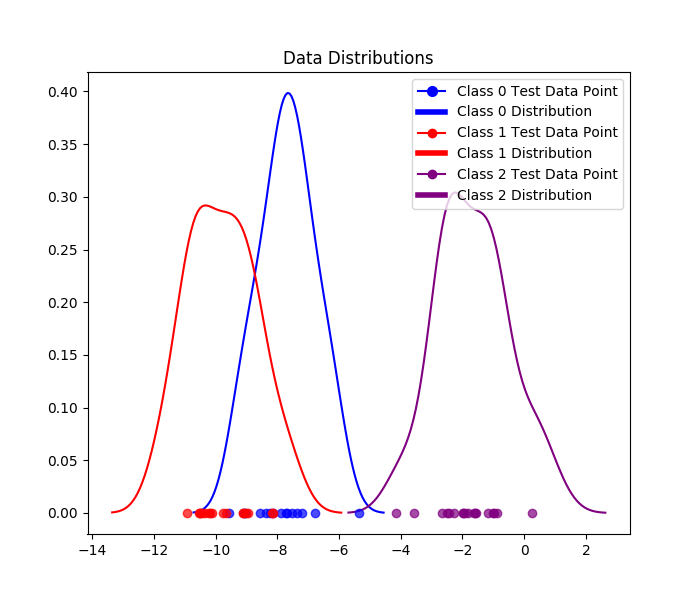 Data Distributions
0.40
0.35
0.30
0.25
0.20
0.15
0.10
0.05
0.00
−14
−12
−10
−8
−6
−4
−2
0
2
Class 0 Test Data Point
Class 0 Distribution
Class 1 Test Data Point
Class 1 Distribution
Class 2 Test Data Point
Class 2 Distribution